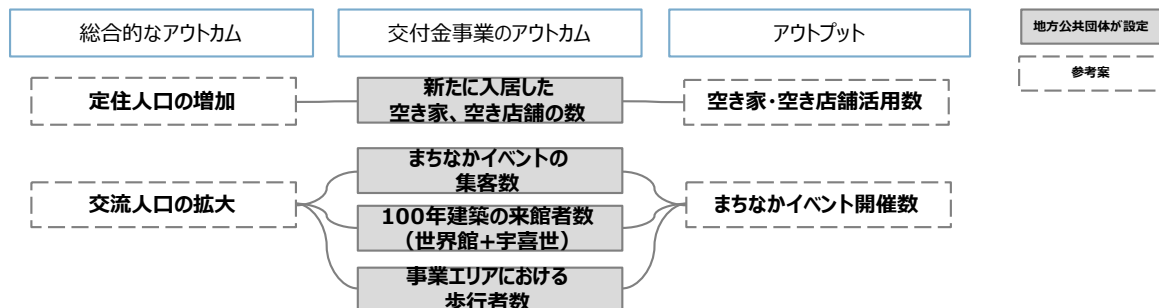 総合的なアウトカム
交付金事業のアウトカム
アウトプット
地方公共団体が設定
参考案
定住人口の増加
新たに入居した
空き家、空き店舗の数
空き家・空き店舗活用数
まちなかイベントの
集客数
交流人口の拡大
100年建築の来館者数
（世界館+宇喜世）
まちなかイベント開催数
事業エリアにおける
歩行者数